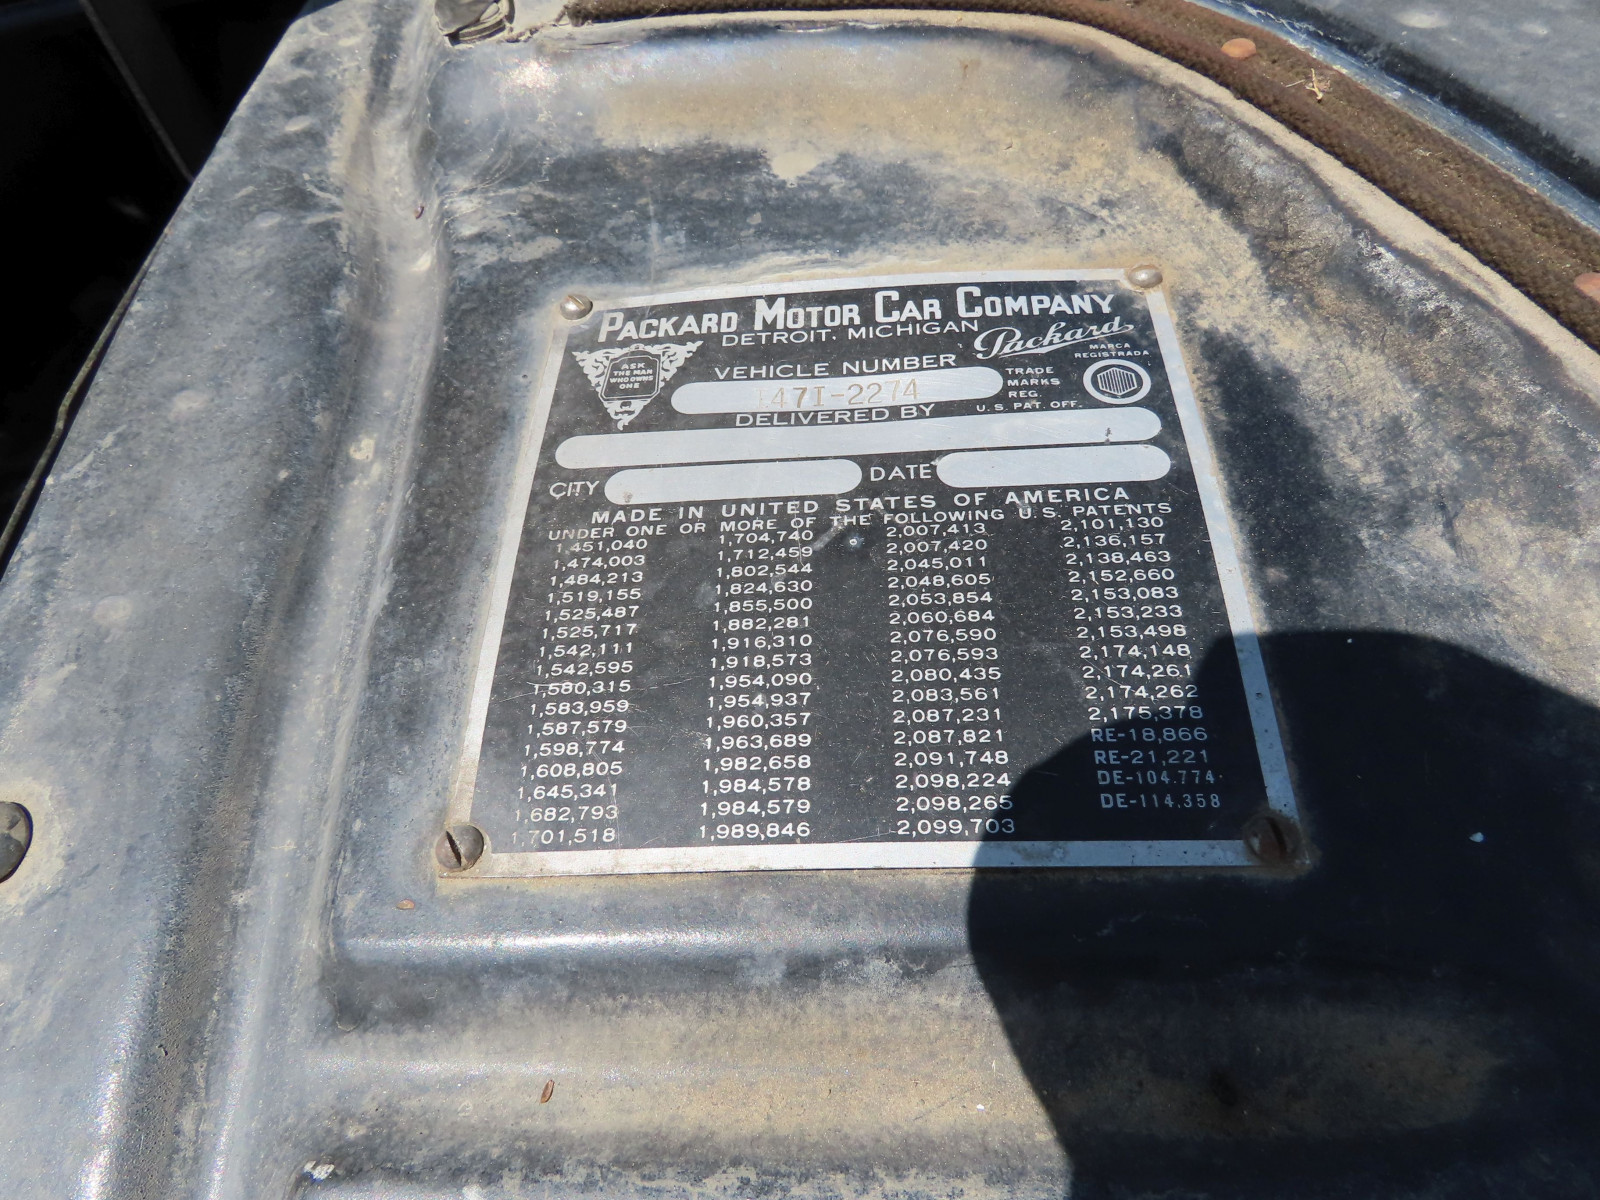 PACKARD MOTOR CAR COMPANY
DETROIT, MICHIGAN
Packard
MARCA
REGISTRADA
ASK
THE MAN
WHO OWNS
ONE
VEHICLE NUMBER
TRADE
MARKS
REG.
U.S. PAT. OFF.
47I-2274
DELIVERED BY
CITY
DATE
MADE IN UNITED STATES OF AMERICA
UNDER ONE OR MORE OF THE FOLLOWING U.S. PATENTS
1,451,040 1,704,740 2,007,413 2,101,130
1,474,003 1,712,459 2,007,420 2,136,157
1,484,213 1,802,544 2,045,011 2,138,463
1,519,155 1,824,630 2,048,605 2,152,660
1,525,487 1,855,500 2,053,854 2,153,083
1,525,717 1,882,281 2,060,684 2,153,233
1,542,111 1,916,310 2,076,590 2,153,498
1,542,595 1,918,573 2,076,593 2,174,148
1,580,315 1,954,090 2,080,435 2,174,261
1,583,959 1,954,937 2,083,561 2,174,262
1,587,579 1,960,357 2,087,231 2,175,378
1,598,774 1,963,689 2,087,821 RE-18,866
1,608,805 1,982,658 2,091,748 RE-21,221
1,645,341 1,984,578 2,098,224 DE-104,774
1,682,793 1,984,579 2,098,265 DE-114,358
1,701,518 1,989,846 2,099,703